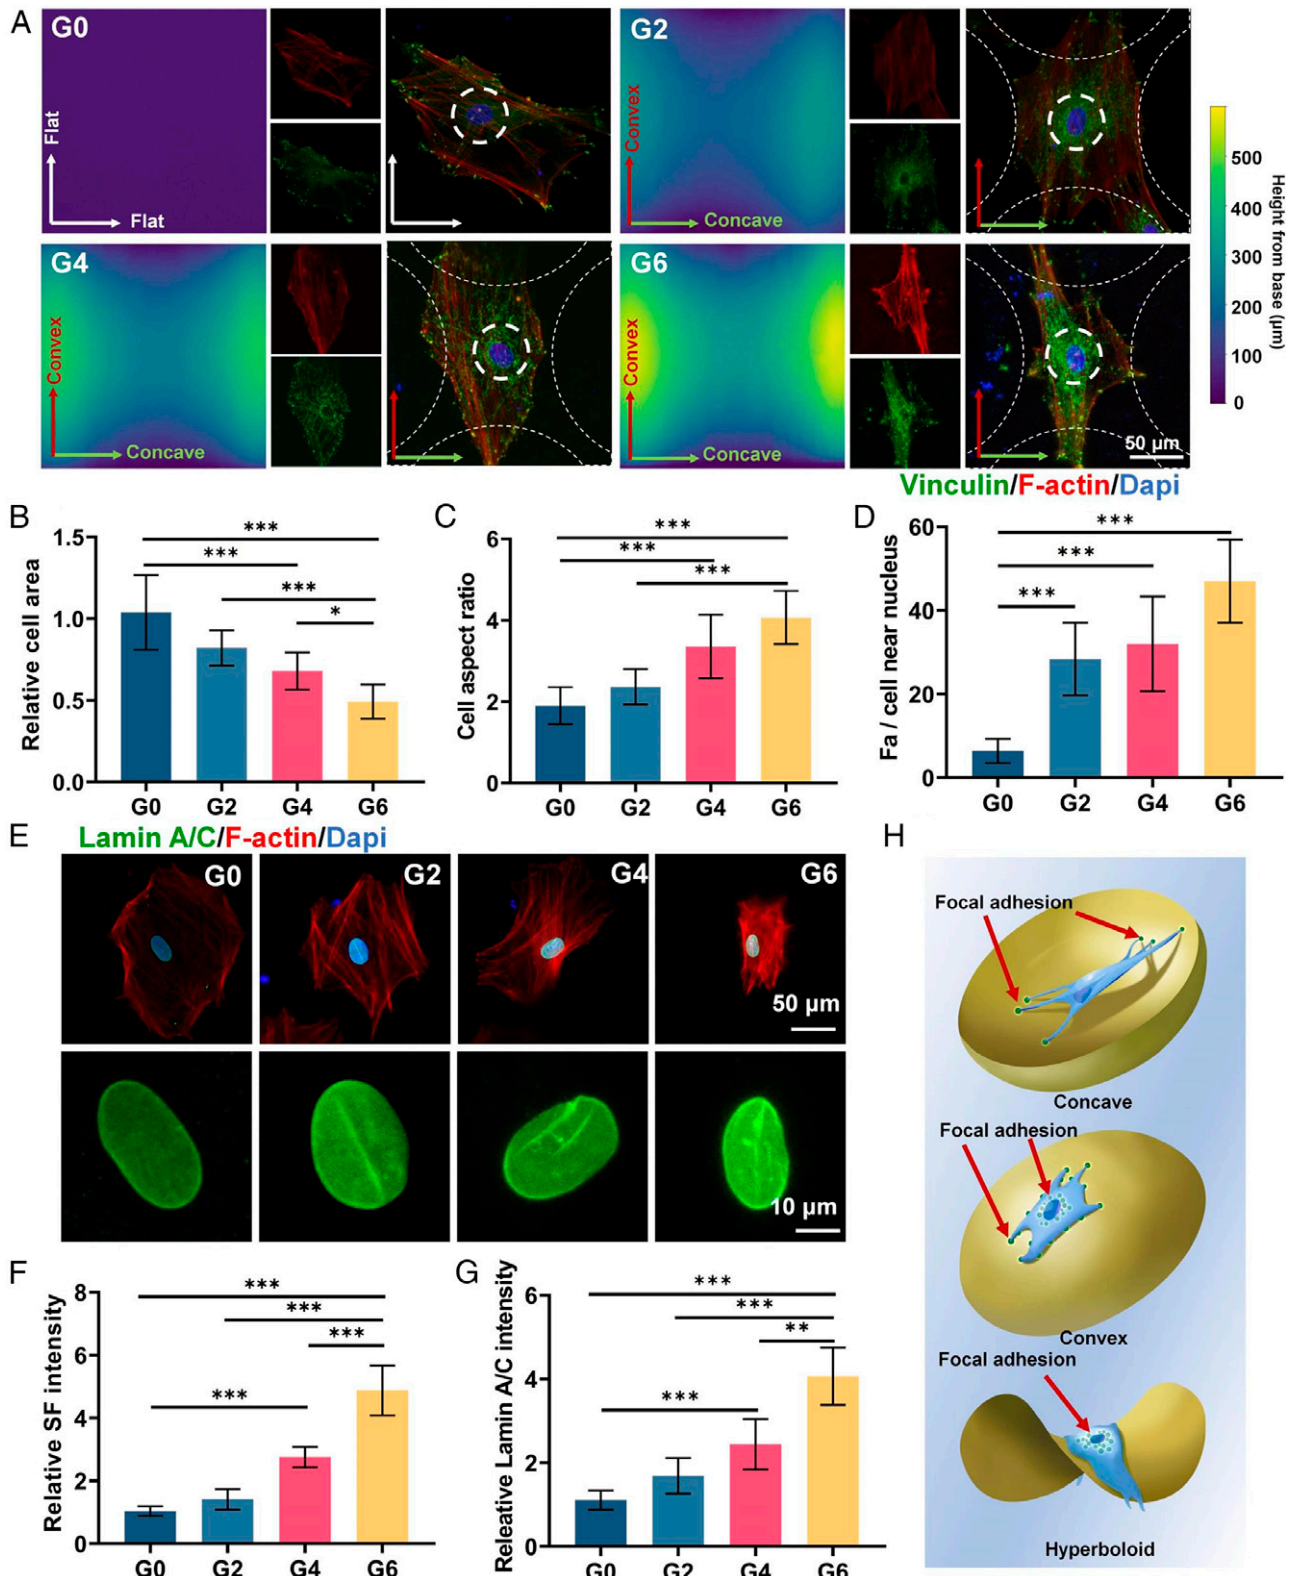 A
G0
Flat
Flat
G2
Convex
Concave
G4
Convex
Concave
G6
Convex
Concave
50 μm
500
400
300
200
100
0
Height from base (μm)
Vinculin/F-actin/Dapi
B
Relative cell area
1.5
1.0
0.5
0.0
***
***
***
*
G0 G2 G4 G6
C
Cell aspect ratio
6
4
2
0
***
***
***
G0 G2 G4 G6
D
Fa / cell near nucleus
60
40
20
0
***
***
***
G0 G2 G4 G6
E
Lamin A/C/F-actin/Dapi
G0
G2
G4
G6
50 μm
10 μm
F
Relative SF intensity
8
6
4
2
0
***
***
***
***
G0 G2 G4 G6
G
Releative Lamin A/C intensity
6
4
2
0
***
***
**
***
G0 G2 G4 G6
H
Focal adhesion
Concave
Focal adhesion
Convex
Focal adhesion
Hyperboloid